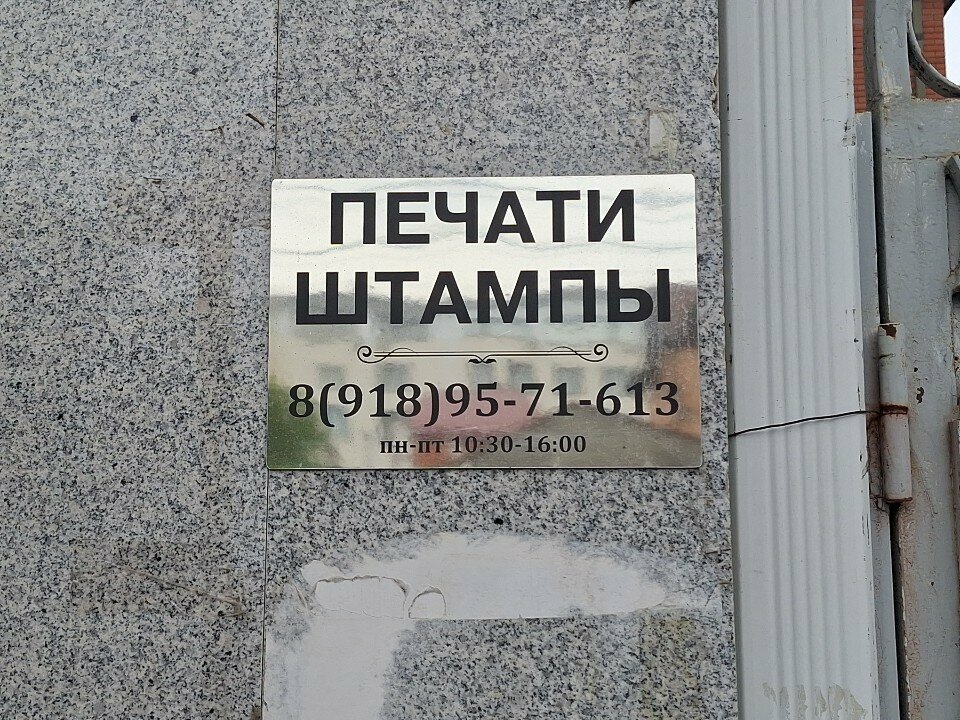 ПЕЧАТИ
ШТАМПЫ
8(918)95-71-613
пн-пт 10:30-16:00